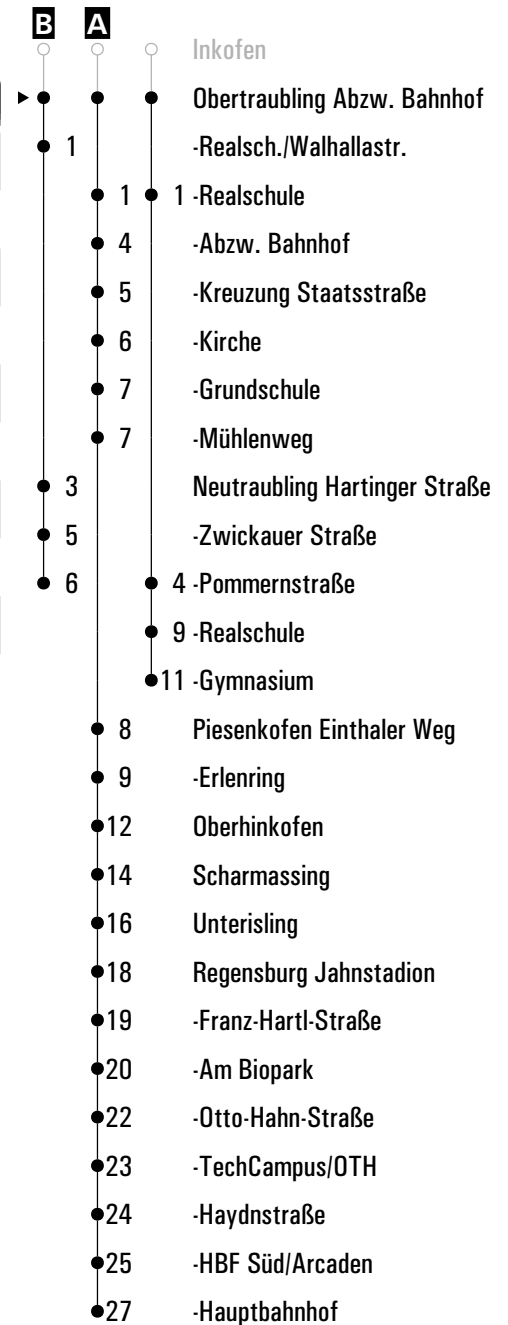 B A
Inkofen
Obertraubling Abzw. Bahnhof
1 -Realsch./Walhallastr.
1 1 -Realschule
4 -Abzw. Bahnhof
5 -Kreuzung Staatsstraße
6 -Kirche
7 -Grundschule
7 -Mühlenweg
3 Neutraubling Hartinger Straße
5 -Zwickauer Straße
6 4 -Pommernstraße
9 -Realschule
11 -Gymnasium
8 Piesenkofen Einthaler Weg
9 -Erlenring
12 Oberhinkofen
14 Scharmassing
16 Unterisling
18 Regensburg Jahnstadion
19 -Franz-Hartl-Straße
20 -Am Biopark
22 -Otto-Hahn-Straße
23 -TechCampus/OTH
24 -Haydnstraße
25 -HBF Süd/Arcaden
27 -Hauptbahnhof